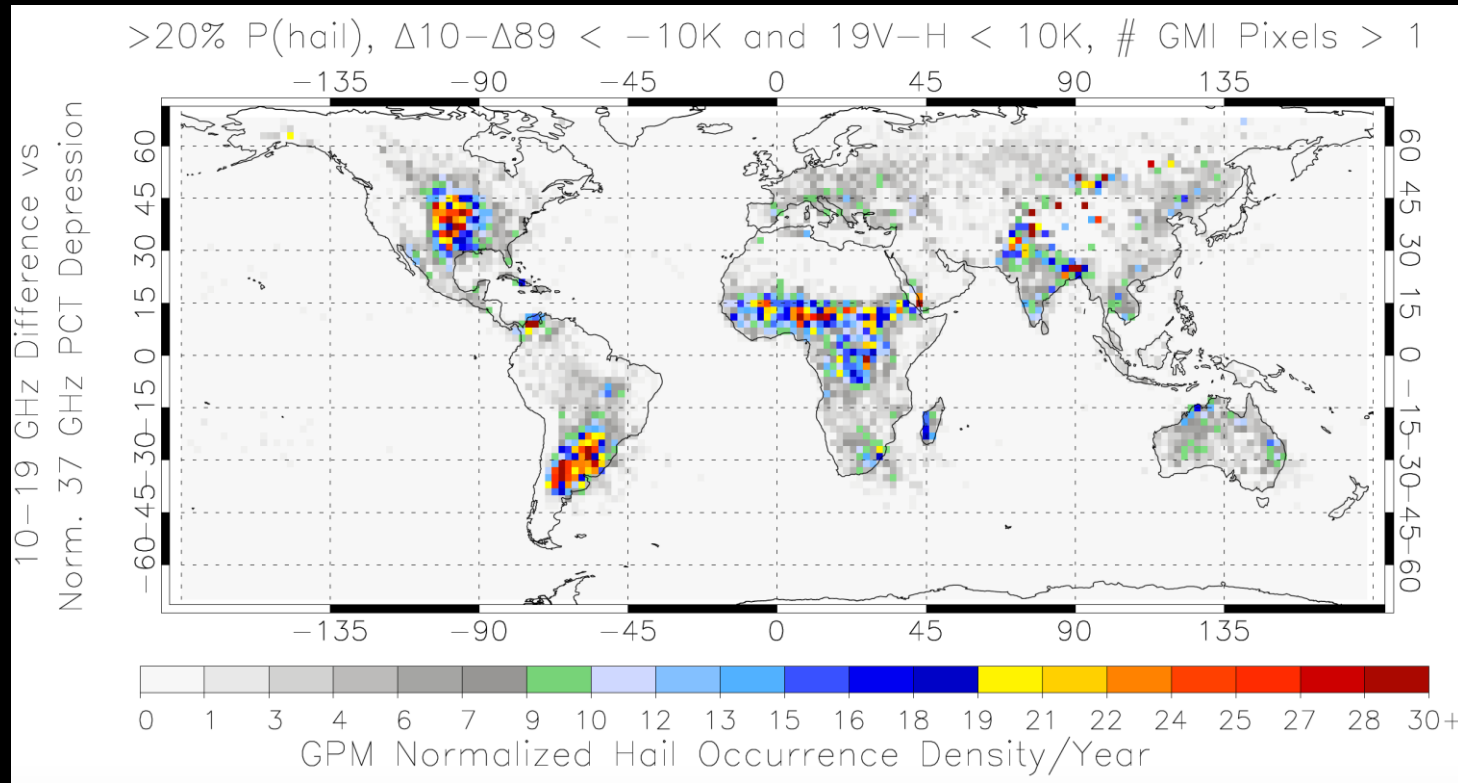 >20% P(hail), Δ10−Δ89 < −10K and 19V−H < 10K, # GMI Pixels > 1
10−19 GHz Difference vs
Norm. 37 GHz PCT Depression
−135 −90 −45 0 45 90 135
60 45 30 15 0 −15 −30 −45 −60
60 45 30 15 0 −15 −30 −45 −60
−135 −90 −45 0 45 90 135
0 1 3 4 6 7 9 10 12 13 15 16 18 19 21 22 24 25 27 28 30+
GPM Normalized Hail Occurrence Density/Year